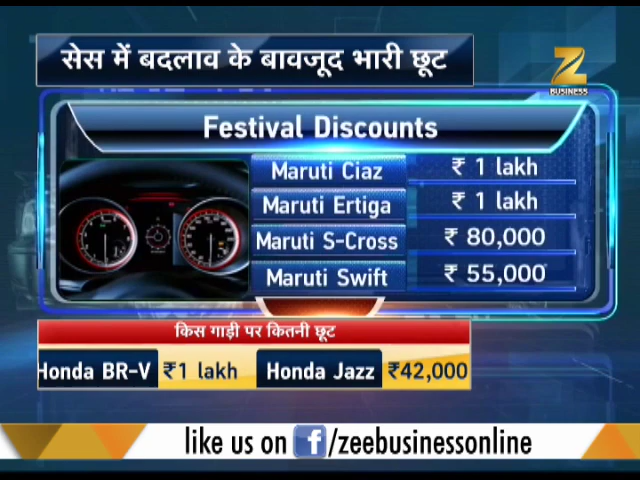 सेस में बदलाव के बावजूद भारी छूट
Z
BUSINESS
Festival Discounts
Maruti Ciaz ₹ 1 lakh
Maruti Ertiga ₹ 1 lakh
Maruti S-Cross ₹ 80,000
Maruti Swift ₹ 55,000
किस गाड़ी पर कितनी छूट
Honda BR-V ₹1 lakh Honda Jazz ₹42,000
like us on f/zeebusinessonline